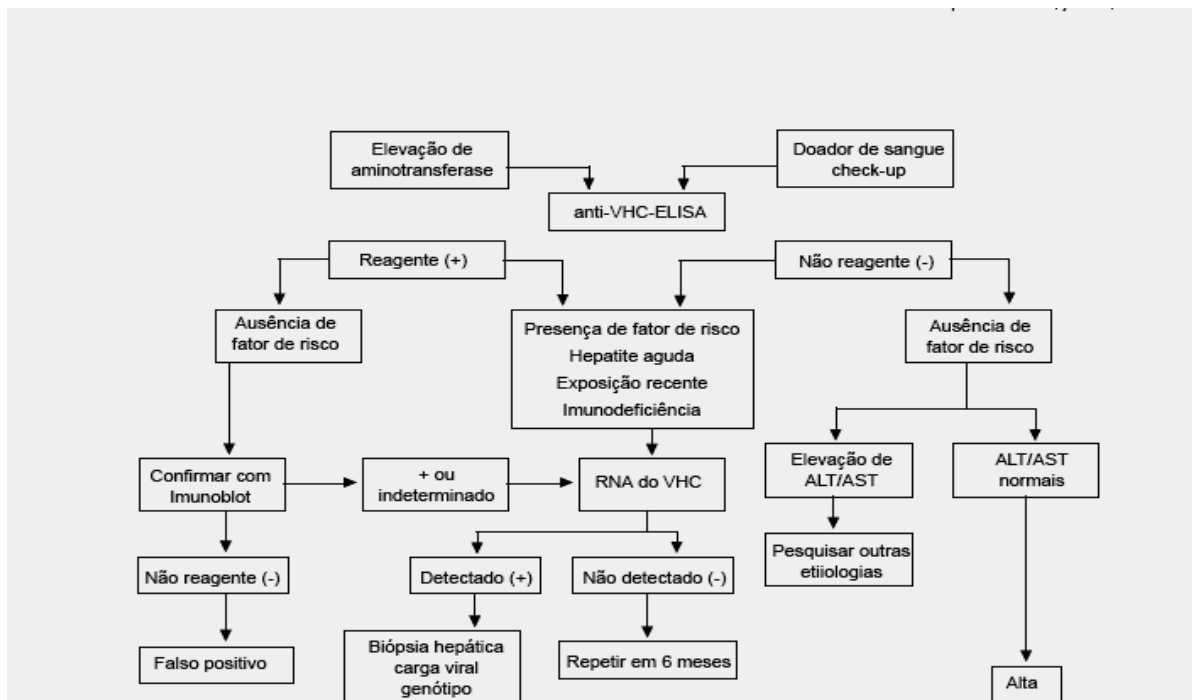 Elevação de
aminotransferase
Doador de sangue
check-up
anti-VHC-ELISA
Reagente (+)
Não reagente (-)
Ausência de
fator de risco
Presença de fator de risco
Hepatite aguda
Exposição recente
Imunodeficiência
Ausência de
fator de risco
Confirmar com
Imunoblot
+ ou
indeterminado
RNA do VHC
Elevação de
ALT/AST
ALT/AST
normais
Não reagente (-)
Detectado (+)
Não detectado (-)
Pesquisar outras
etiiologias
Falso positivo
Biópsia hepática
carga viral
genótipo
Repetir em 6 meses
Alta